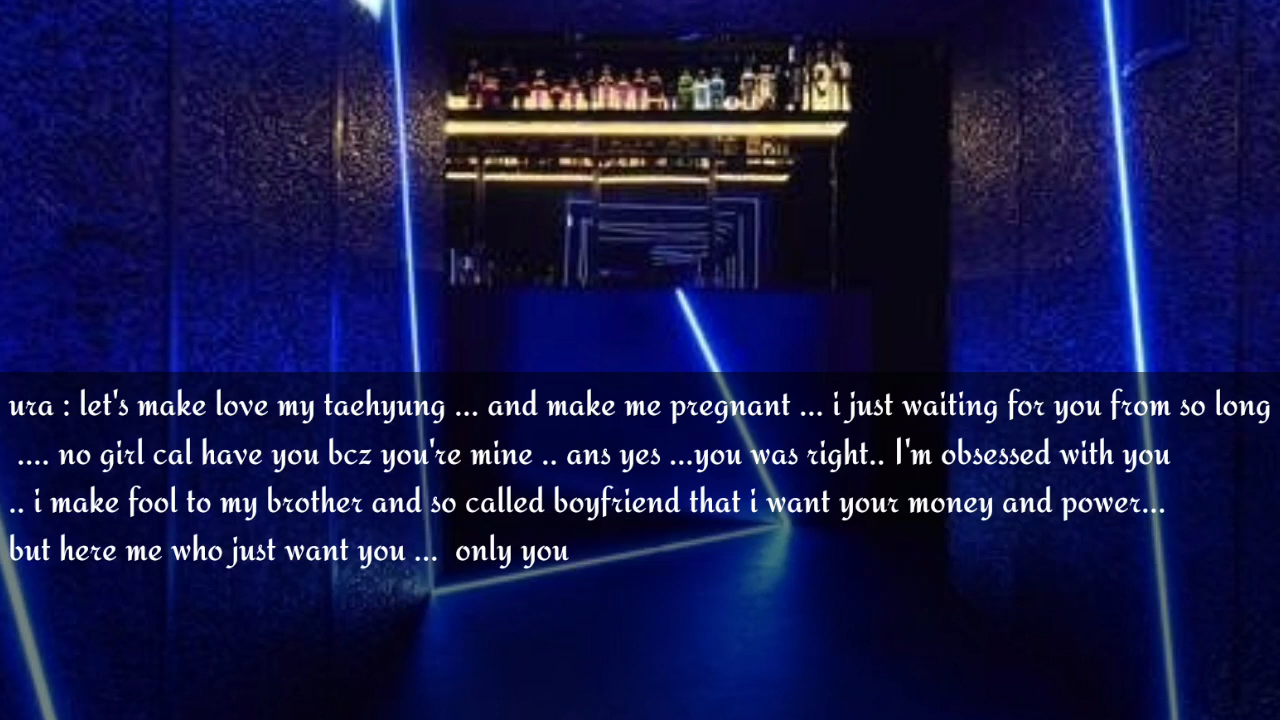 ura : let's make love my taehyung ... and make me pregnant ... i just waiting for you from so long
.... no girl cal have you bcz you're mine .. ans yes ...you was right.. I'm obsessed with you
.. i make fool to my brother and so called boyfriend that i want your money and power...
but here me who just want you ... only you